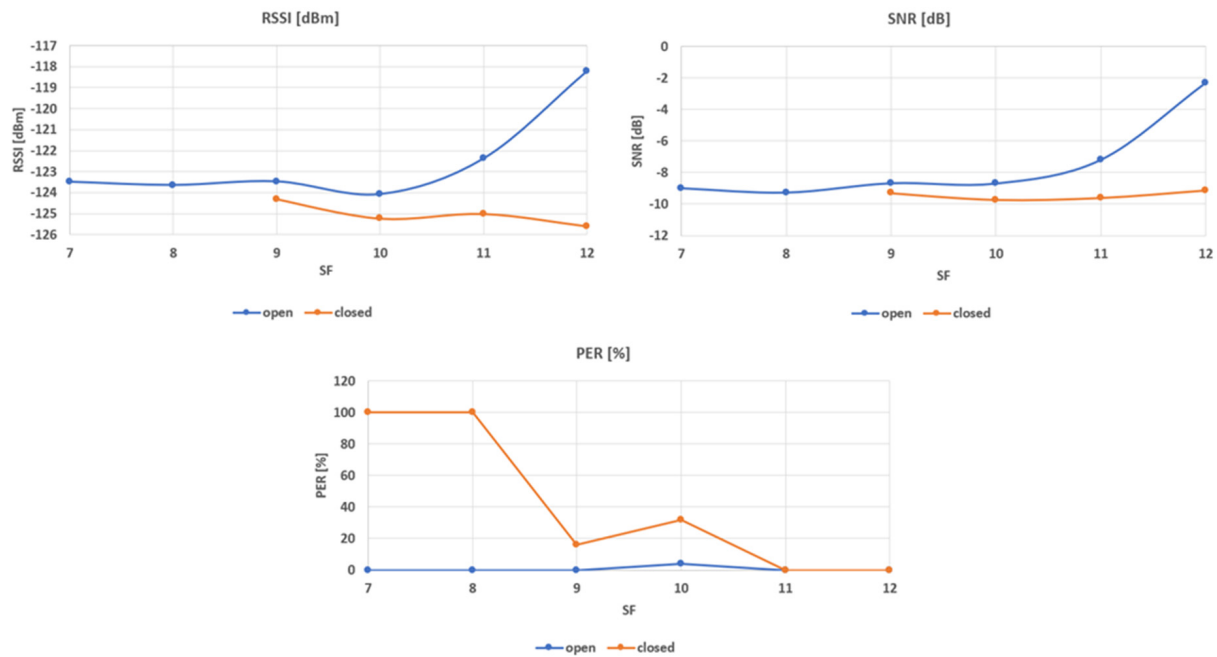 RSSI [dBm]
-117
-118
-119
-120
-121
-122
-123
-124
-125
-126
RSSI [dBm]
7 8 9 10 11 12
SF
open closed
SNR [dB]
0
-2
-4
-6
-8
-10
-12
SNR [dB]
7 8 9 10 11 12
SF
open closed
PER [%]
120
100
80
60
40
20
0
PER [%]
7 8 9 10 11 12
SF
open closed